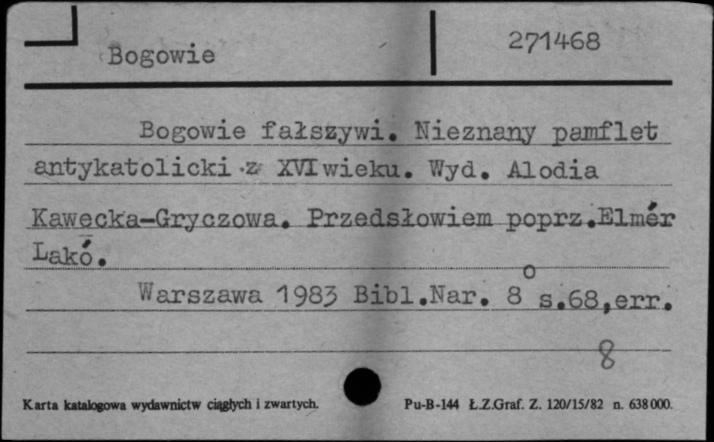 Bogowie 271468
Bogowie fałszywi. Nieznany pamflet
antykatolicki z XVI wieku. Wyd. Alodia
Kawecka-Gryczowa. Przedsłowiem poprz.Elmér
Lakó.
Warszawa 1983 Bibl.Nar. 8° s.68,err.
8
Karta katalogowa wydawnictw ciągłych i zwartych. Pu-B-144 Ł.Z.Graf. Z. 120/15/82 n. 638000.